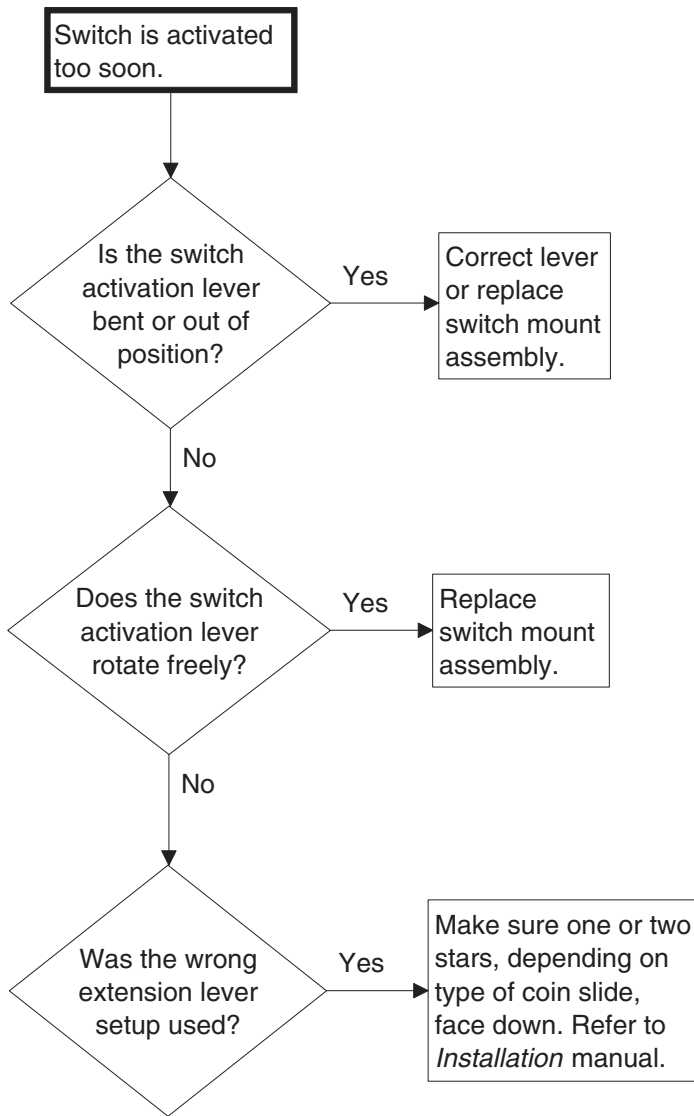 Switch is activated
too soon.
Is the switch
activation lever
bent or out of
position?
Yes
Correct lever
or replace
switch mount
assembly.
No
Does the switch
activation lever
rotate freely?
Yes
Replace
switch mount
assembly.
No
Was the wrong
extension lever
setup used?
Yes
Make sure one or two
stars, depending on
type of coin slide,
face down. Refer to
Installation manual.